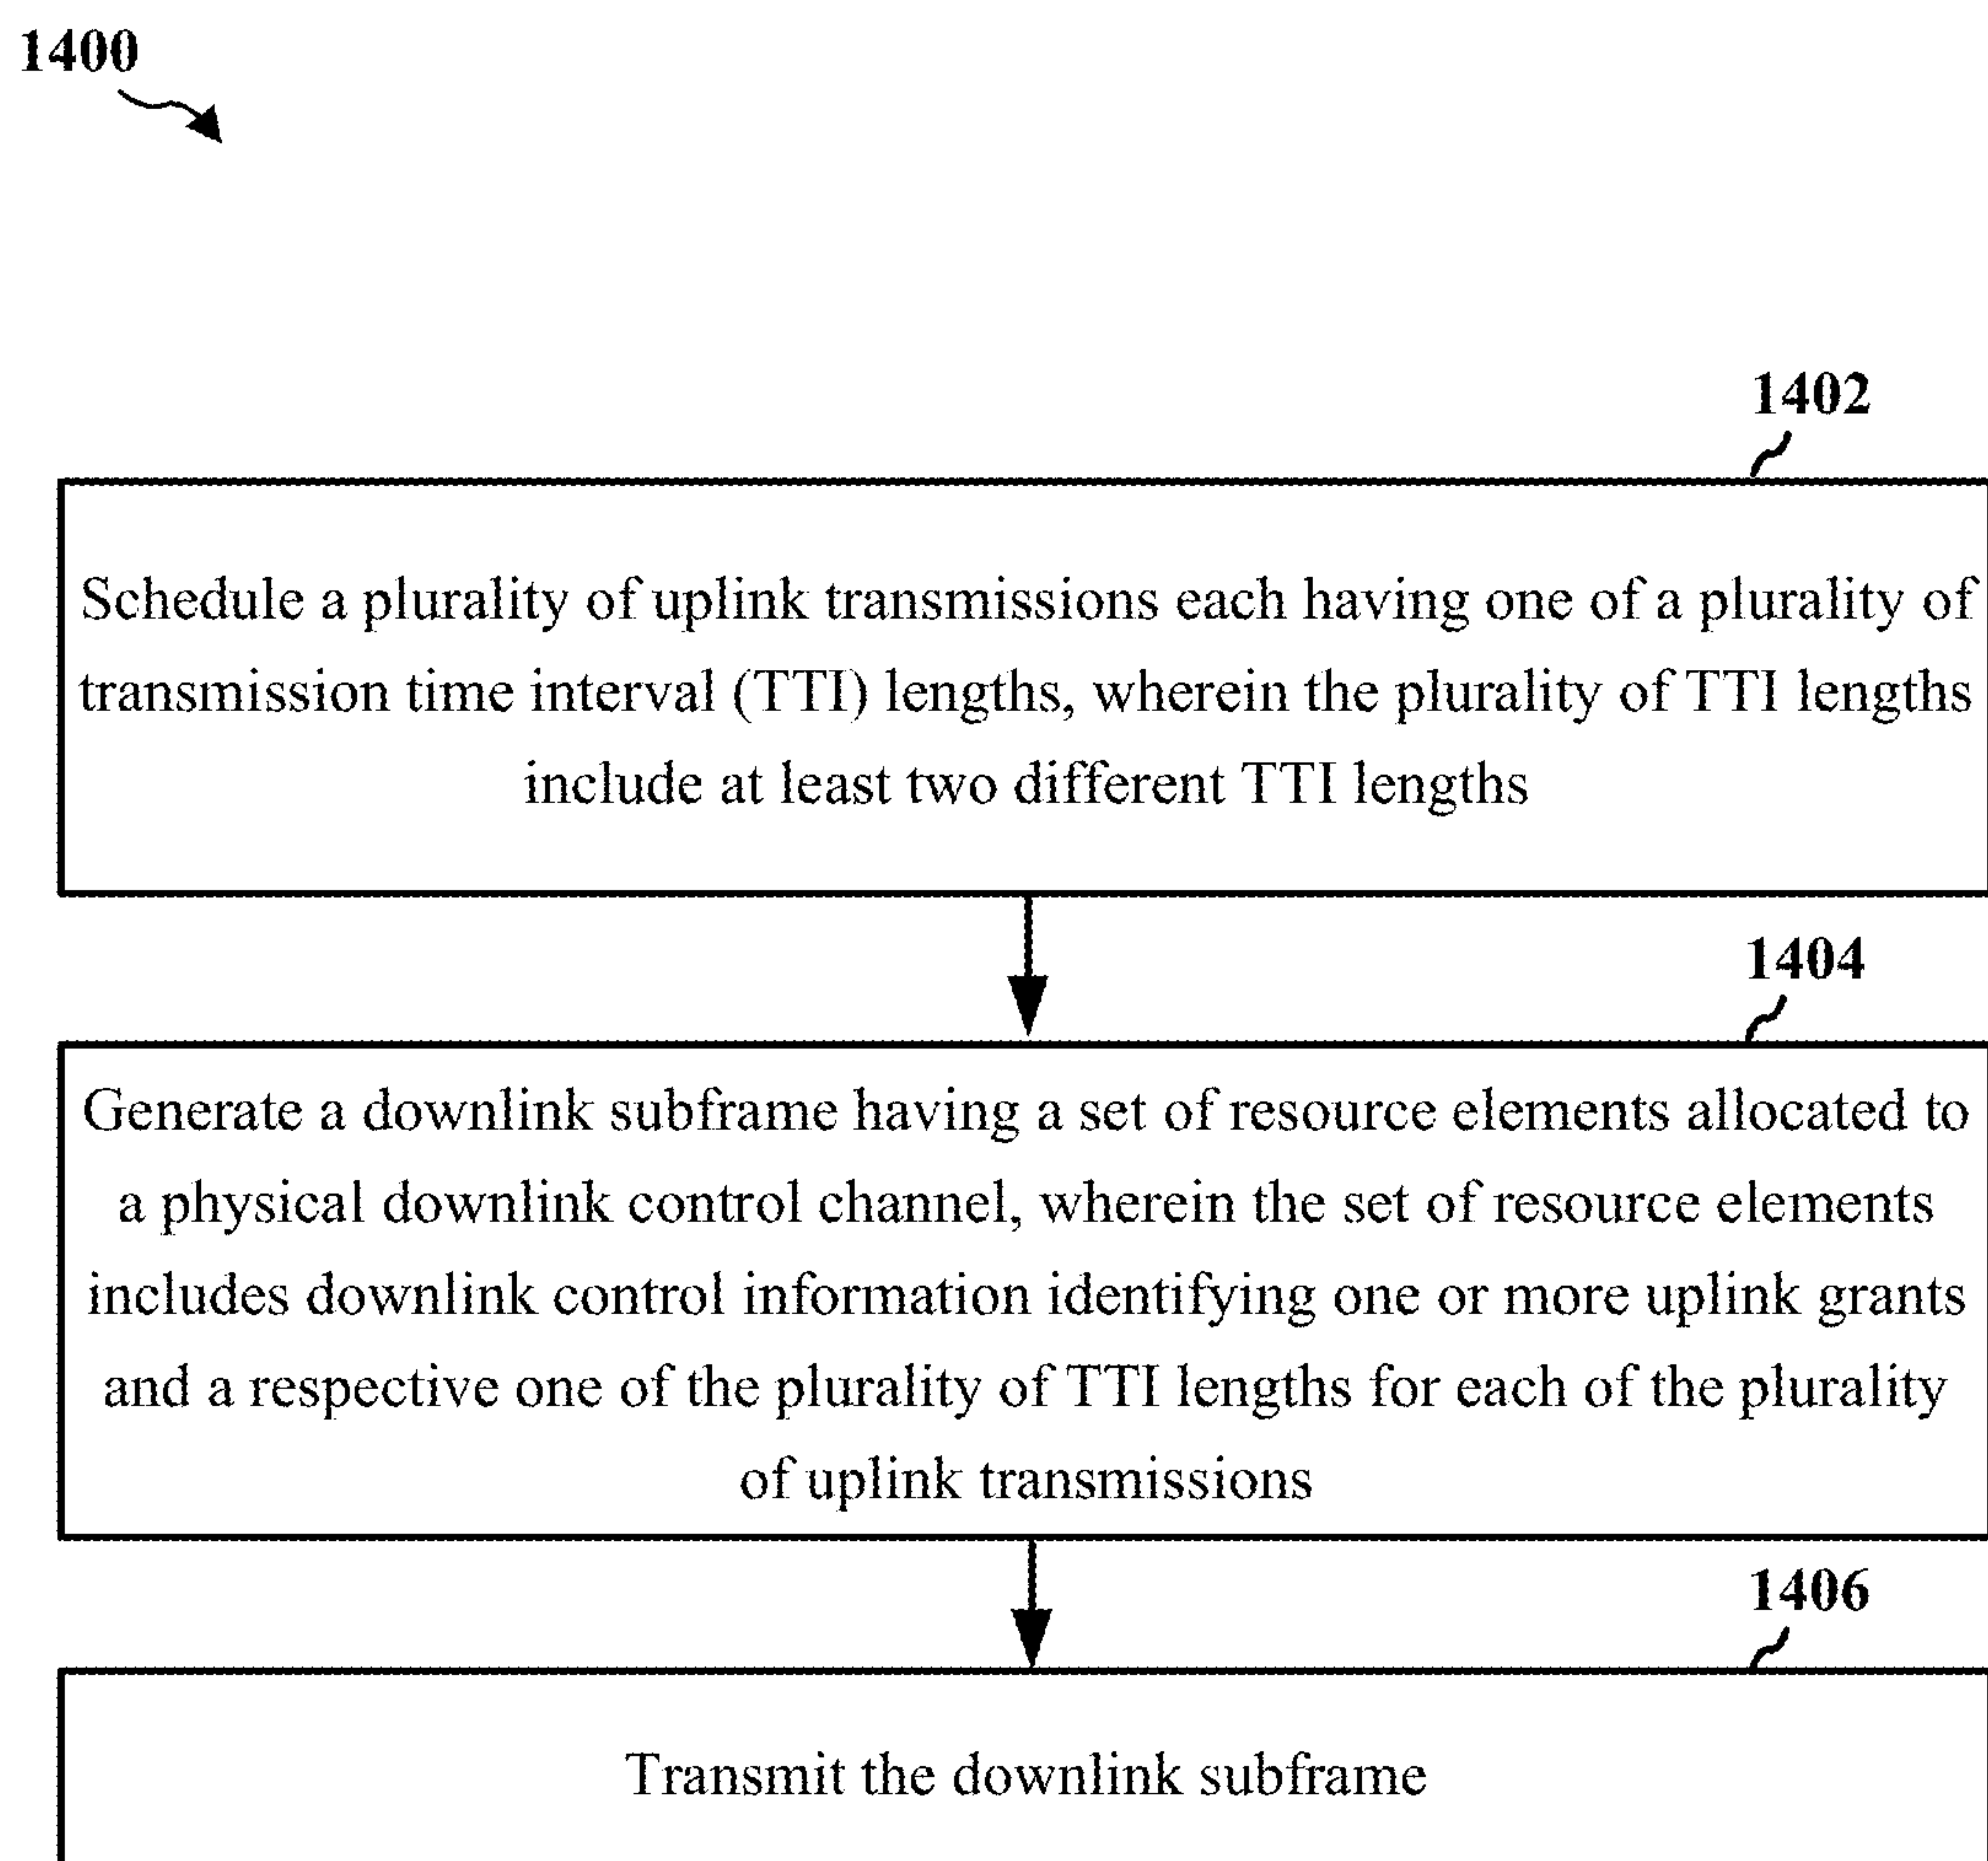 1400
1402
Schedule a plurality of uplink transmissions each having one of a plurality of
transmission time interval (TTI) lengths, wherein the plurality of TTI lengths
include at least two different TTI lengths
1404
Generate a downlink subframe having a set of resource elements allocated to
a physical downlink control channel, wherein the set of resource elements
includes downlink control information identifying one or more uplink grants
and a respective one of the plurality of TTI lengths for each of the plurality
of uplink transmissions
1406
Transmit the downlink subframe